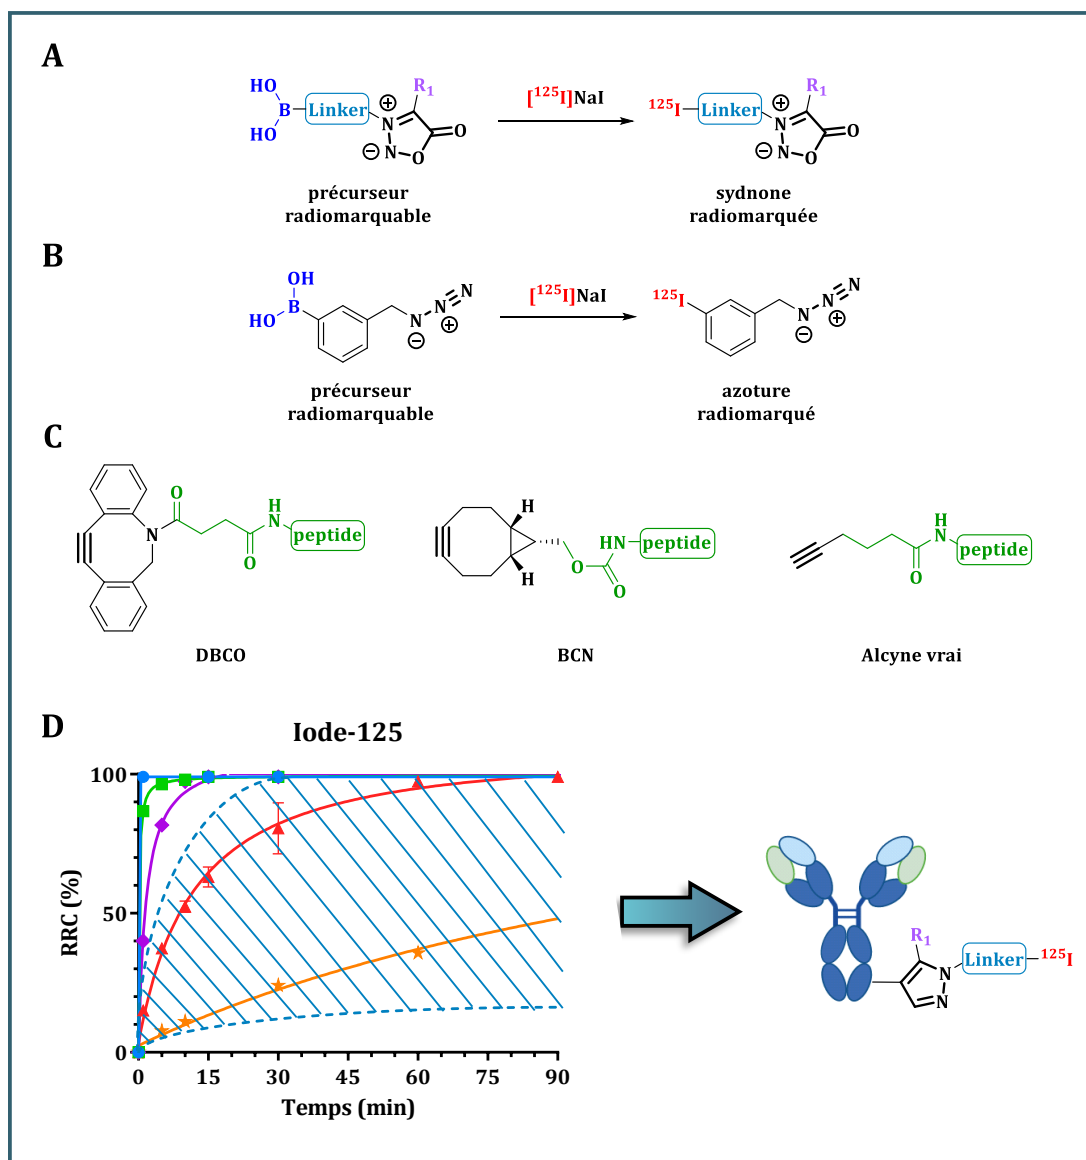 A
HO
HO
B
Linker
N
N
O
O
R1
[125I]NaI
125I
Linker
N
N
O
O
R1
précurseur
radiomarquable
sydnone
radiomarquée
B
OH
B
HO
N
N
N
[125I]NaI
125I
N
N
N
précurseur
radiomarquable
azoture
radiomarqué
C
O
N
O
H
N
peptide
H
H
O
HN
O
peptide
H
N
O
peptide
DBCO
BCN
Alcyne vrai
D
Iode-125
RRC (%)
100
50
0
0
15
30
45
60
75
90
Temps (min)
R1
N
N
Linker
125I